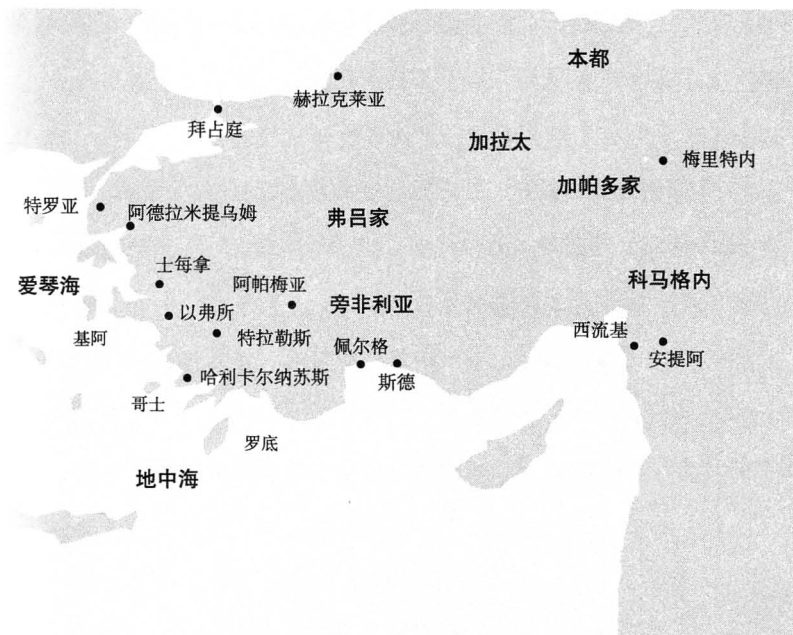 本都
赫拉克莱亚
拜占庭
加拉太
梅里特内
加帕多家
特罗亚
阿德拉米提乌姆
弗吕家
士每拿
爱琴海
阿帕梅亚
科马格内
以弗所
旁非利亚
基阿
特拉勒斯
西流基
佩尔格
安提阿
哈利卡尔纳苏斯
斯德
哥士
罗底
地中海